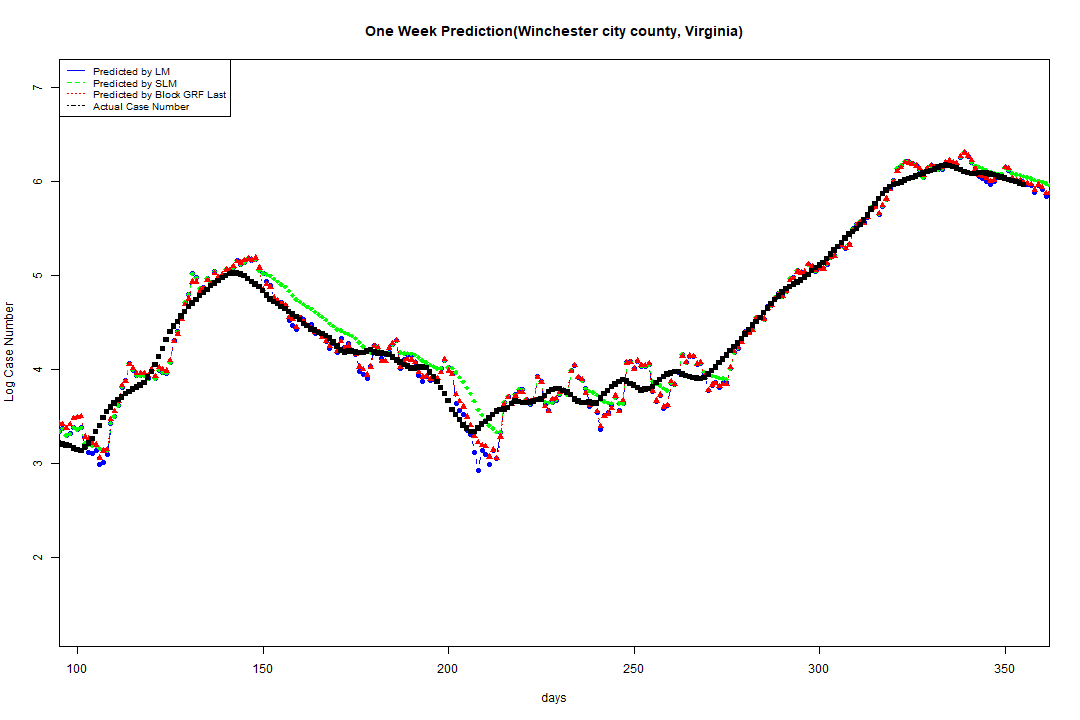 One Week Prediction(Winchester city county, Virginia)
Predicted by LM
Predicted by SLM
Predicted by Block GRF Last
Actual Case Number
7
6
5
4
3
2
Log Case Number
100 150 200 250 300 350
days